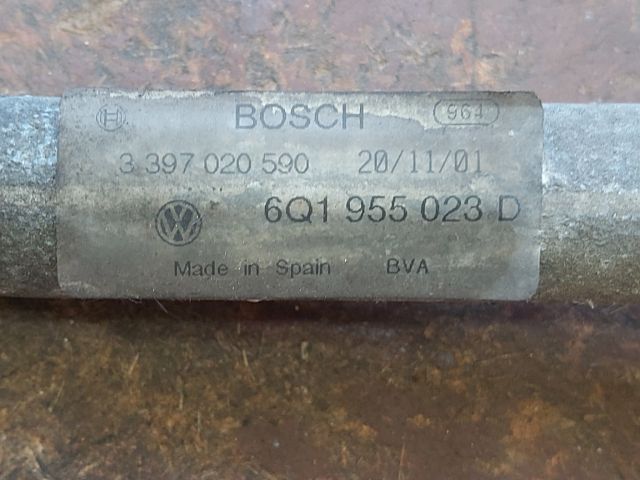 BOSCH 964
3 397 020 590 20/11/01
6Q1 955 023 D
Made in Spain BVA